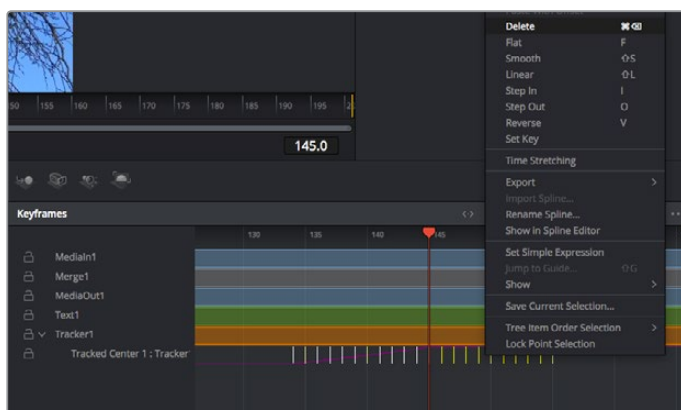 Delete ⌘⌫
Flat F
Smooth ⇧S
Linear ⇧L
Step In I
Step Out O
Reverse V
Set Key
Time Stretching
Export
Import Spline...
Rename Spline...
Show in Spline Editor
Set Simple Expression
Jump to Guide... ⇧G
Show
Save Current Selection...
Tree Item Order Selection
Lock Point Selection
155 160 165 170 175 180 185 190 195
145.0
Keyframes
130 135 140 145
MediaIn1
Merge1
MediaOut1
Text1
Tracker1
Tracked Center 1 : Tracker